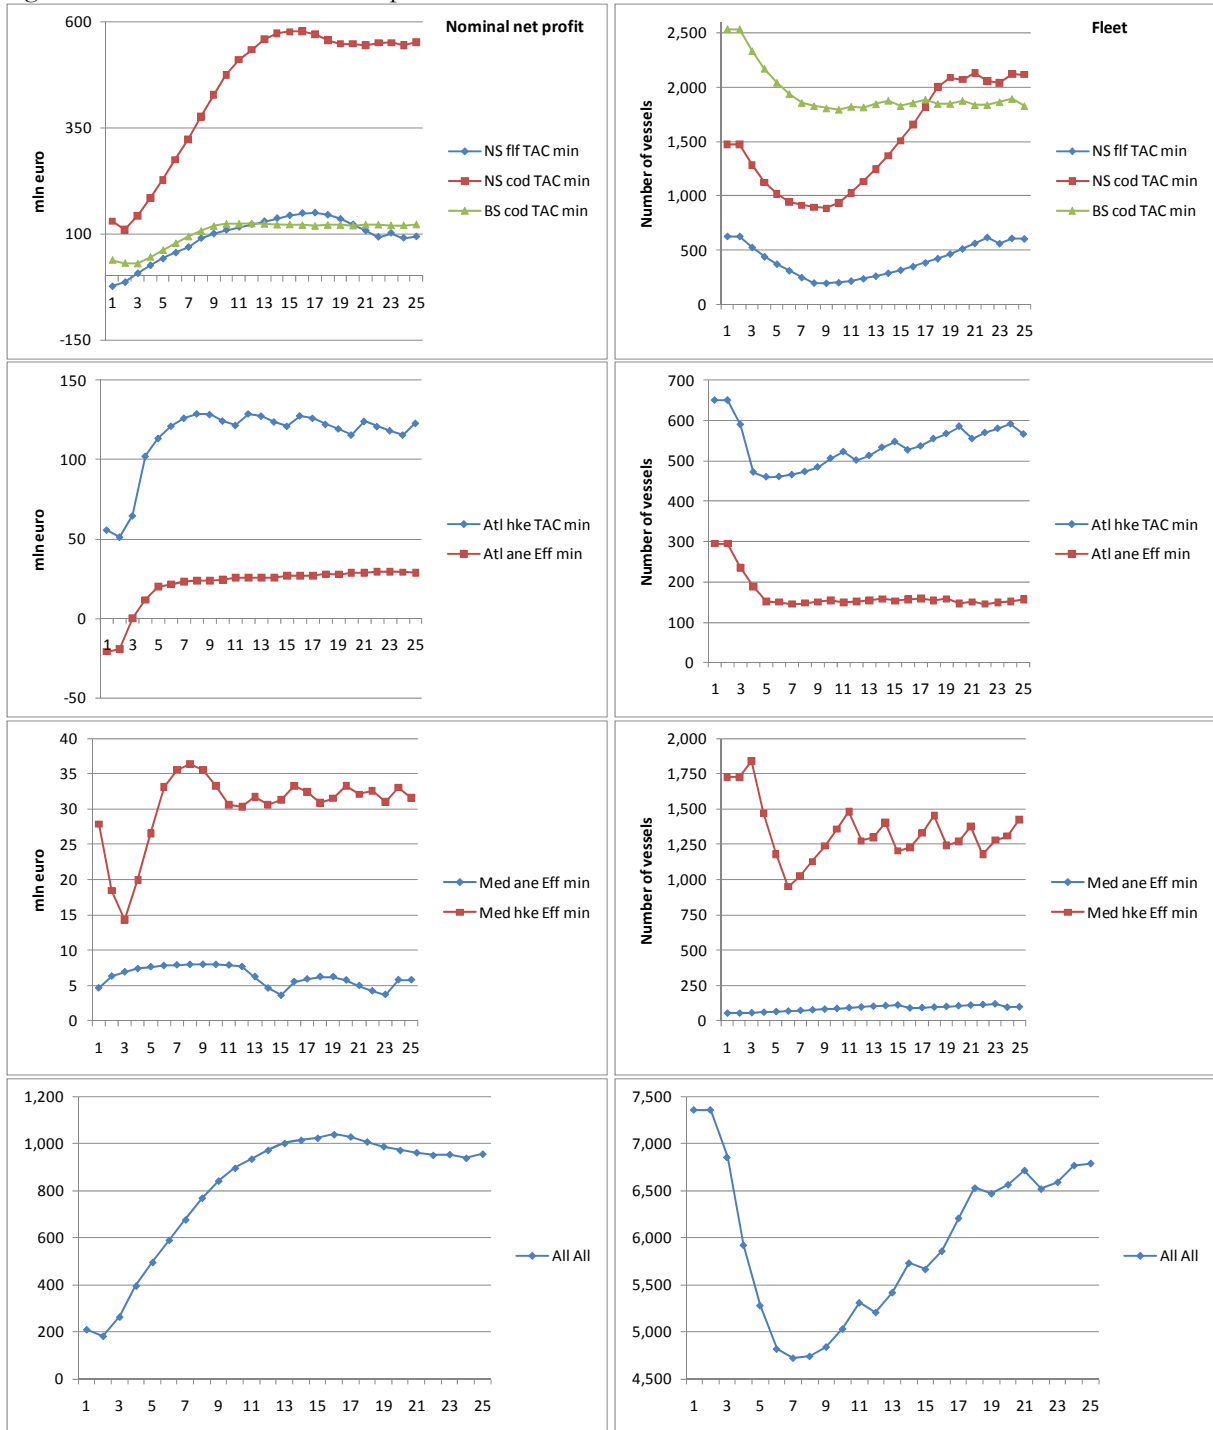 Nominal net profit
600
350
100
-150
mln euro
1 3 5 7 9 11 13 15 17 19 21 23 25
NS flf TAC min
NS cod TAC min
BS cod TAC min
Fleet
2,500
2,000
1,500
1,000
500
0
Number of vessels
1 3 5 7 9 11 13 15 17 19 21 23 25
NS flf TAC min
NS cod TAC min
BS cod TAC min
150
100
50
0
-50
mln euro
1 3 5 7 9 11 13 15 17 19 21 23 25
Atl hke TAC min
Atl ane Eff min
700
600
500
400
300
200
100
0
Number of vessels
1 3 5 7 9 11 13 15 17 19 21 23 25
Atl hke TAC min
Atl ane Eff min
40
35
30
25
20
15
10
5
0
mln euro
1 3 5 7 9 11 13 15 17 19 21 23 25
Med ane Eff min
Med hke Eff min
2,000
1,750
1,500
1,250
1,000
750
500
250
0
Number of vessels
1 3 5 7 9 11 13 15 17 19 21 23 25
Med ane Eff min
Med hke Eff min
1,200
1,000
800
600
400
200
0
1 3 5 7 9 11 13 15 17 19 21 23 25
All All
7,500
7,000
6,500
6,000
5,500
5,000
4,500
1 3 5 7 9 11 13 15 17 19 21 23 25
All All